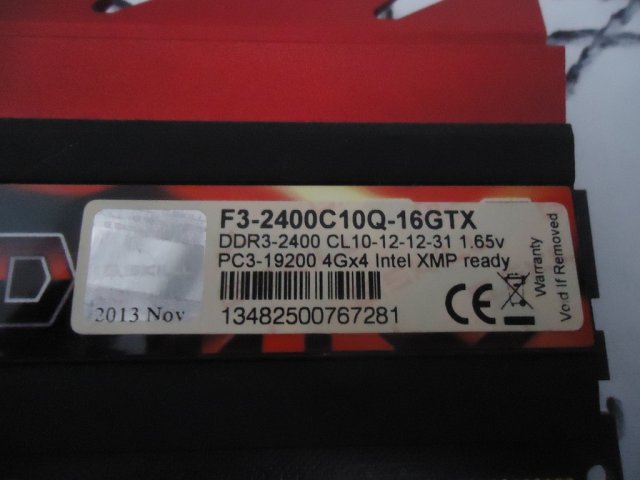 F3-2400C10Q-16GTX
DDR3-2400 CL10-12-12-31 1.65v
PC3-19200 4Gx4 Intel XMP ready
13482500767281
2013 Nov
CE
Warranty
Void If Removed